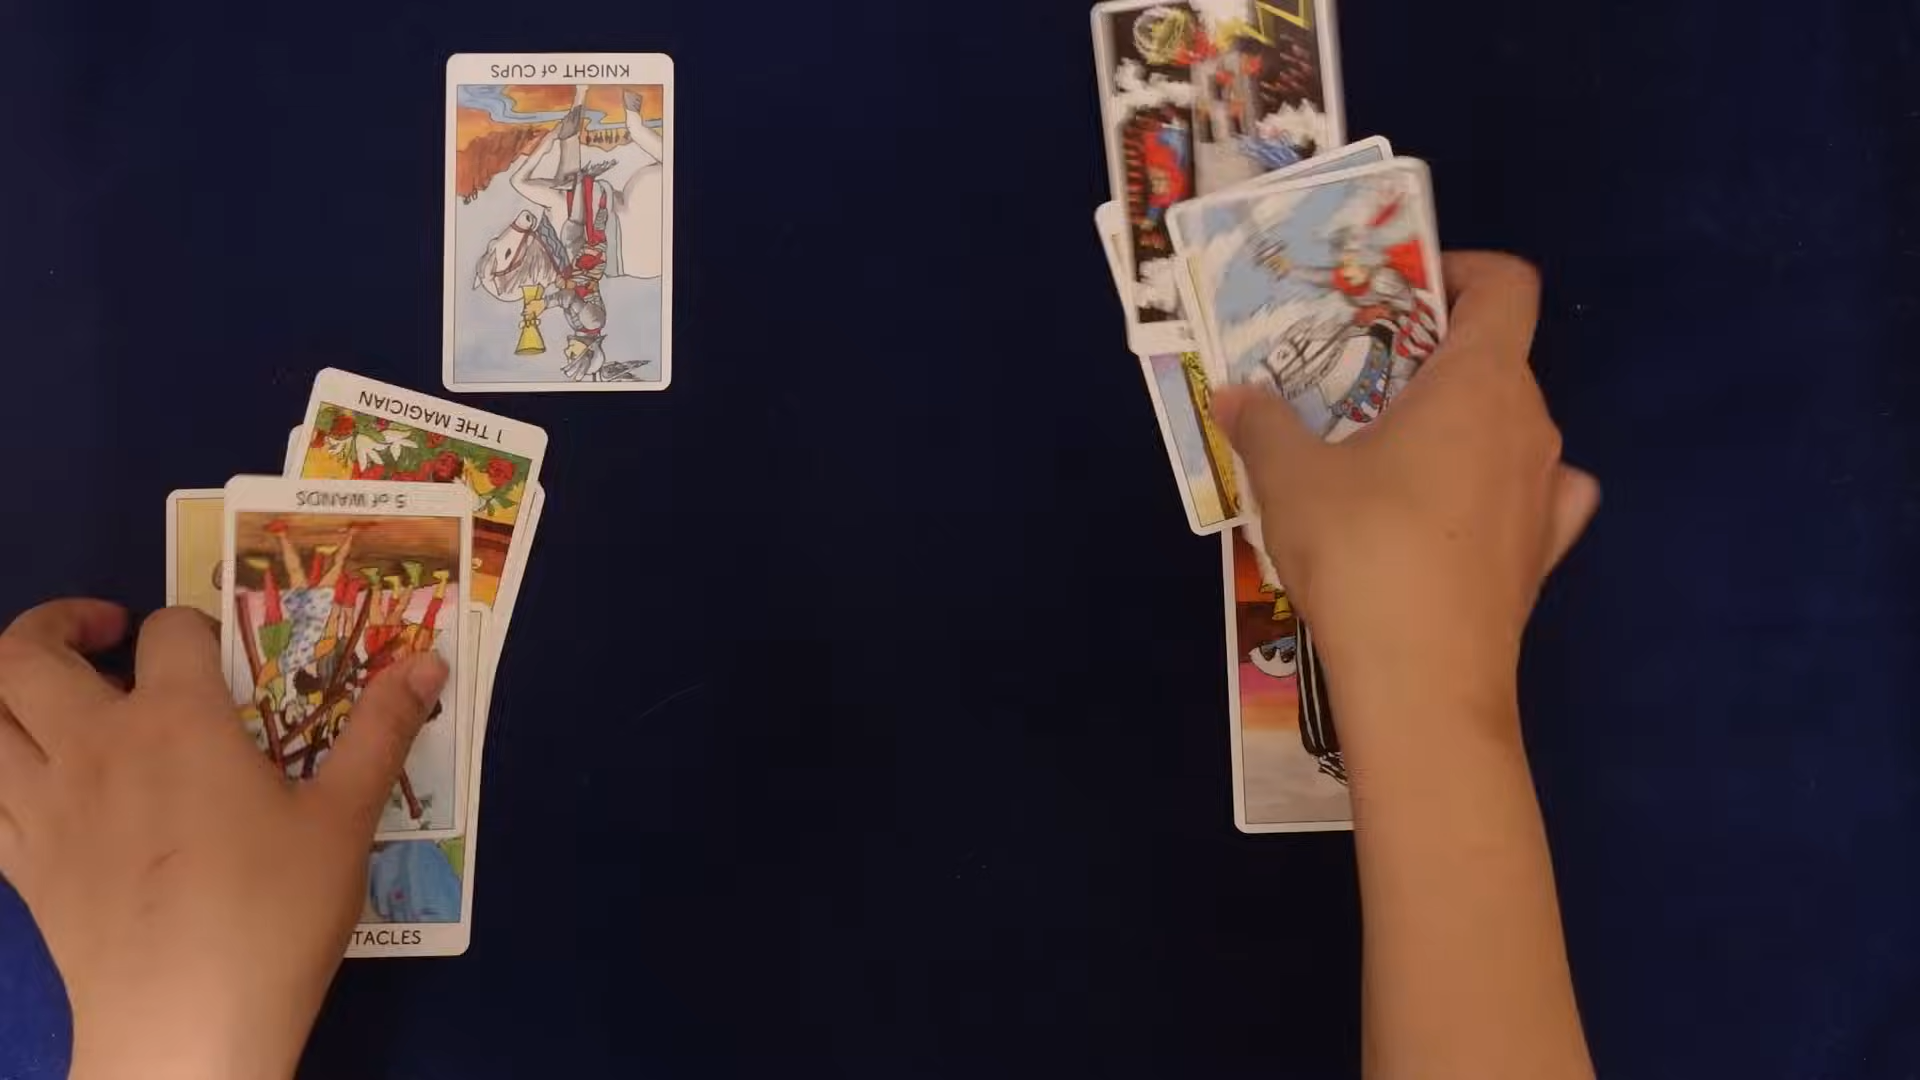 KNIGHT of CUPS
1 THE MAGICIAN
5 of WANDS
TACLES